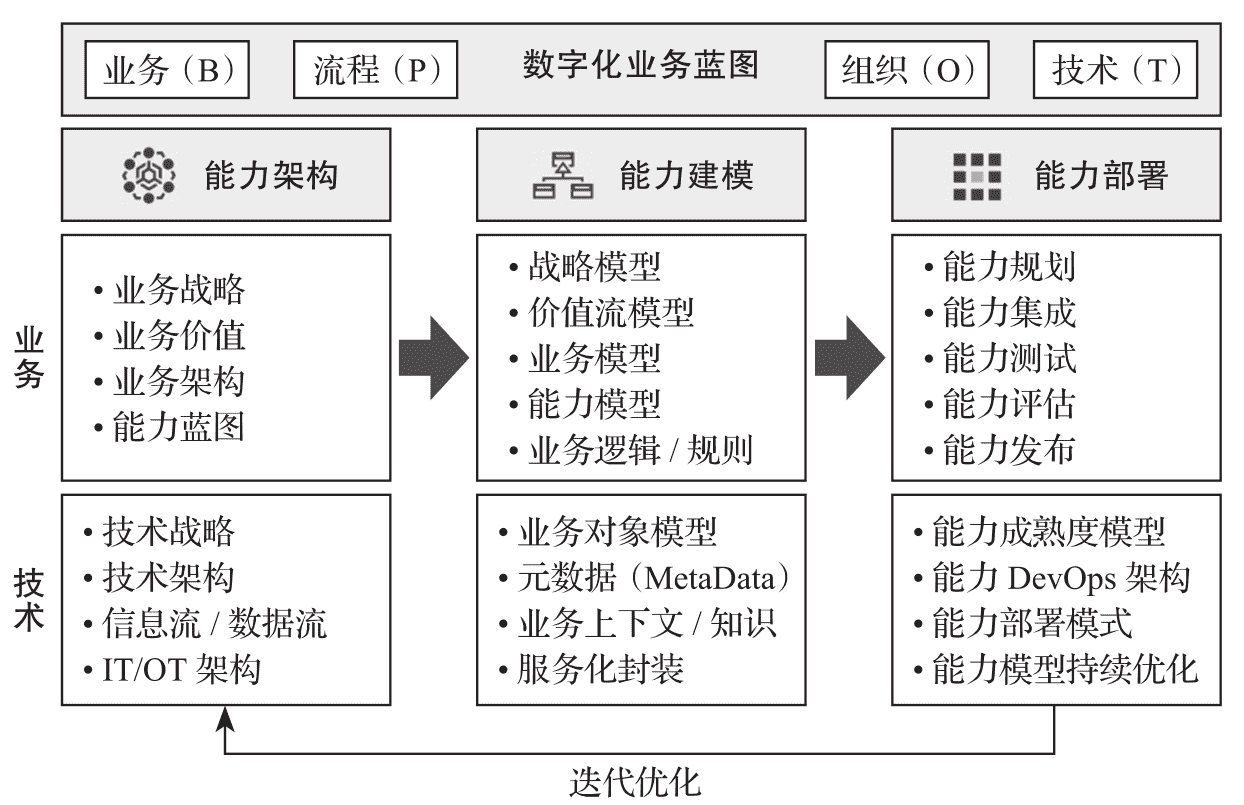 业务（B）
流程（P）
数字化业务蓝图
组织（O）
技术（T）
能力架构
能力建模
能力部署
业务
• 业务战略
• 业务价值
• 业务架构
• 能力蓝图
• 战略模型
• 价值流模型
• 业务模型
• 能力模型
• 业务逻辑 / 规则
• 能力规划
• 能力集成
• 能力测试
• 能力评估
• 能力发布
技术
• 技术战略
• 技术架构
• 信息流 / 数据流
• IT/OT 架构
• 业务对象模型
• 元数据（MetaData）
• 业务上下文 / 知识
• 服务化封装
• 能力成熟度模型
• 能力 DevOps 架构
• 能力部署模式
• 能力模型持续优化
迭代优化